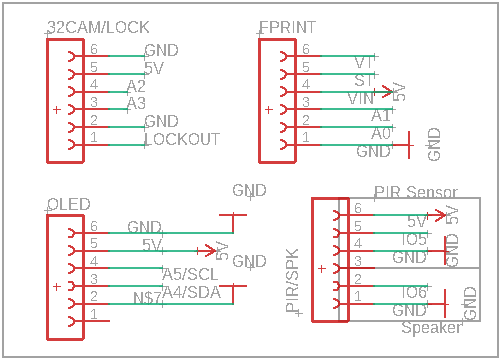 32CAM/LOCK
6 GND
5 5V
4 A2
3 A3
2 GND
1 LOCKOUT
FPRINT
6 VT
5 ST
4 VIN 5V
3 A1
2 A0
1 GND GND
OLED
GND
6 GND
5 5V 5V
4 A5/SCL GND
3 A4/SDA
2 N$7
1
PIR Sensor
PIR/SPK
6 5V 5V
5 IO5
4 GND GND
3
2 IO6
1 GND GND
Speaker